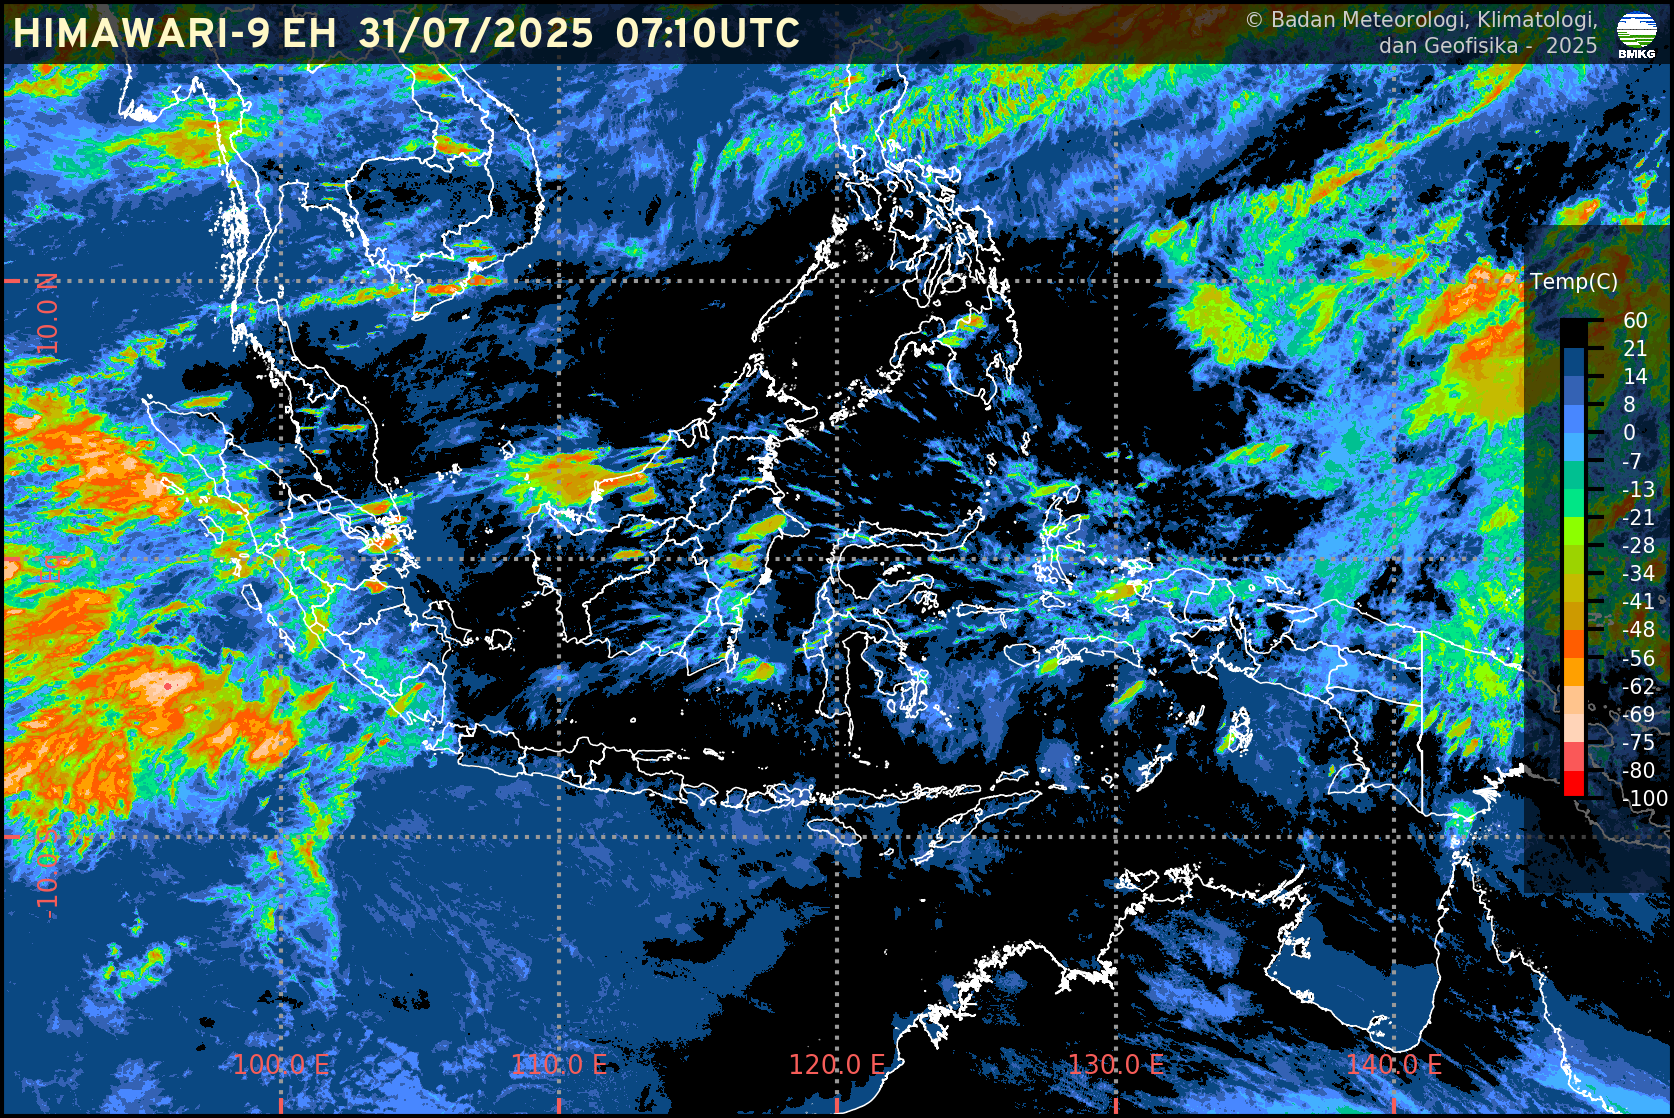 HIMAWARI-9 EH 31/07/2025 07:10UTC
© Badan Meteorologi, Klimatologi,
dan Geofisika - 2025
BMKG
10.0 N
-10.0
Temp(C)
60
21
14
8
0
-7
-13
-21
-28
-34
-41
-48
-56
-62
-69
-75
-80
-100
100.0 E
110.0 E
120.0 E
130.0 E
140.0 E